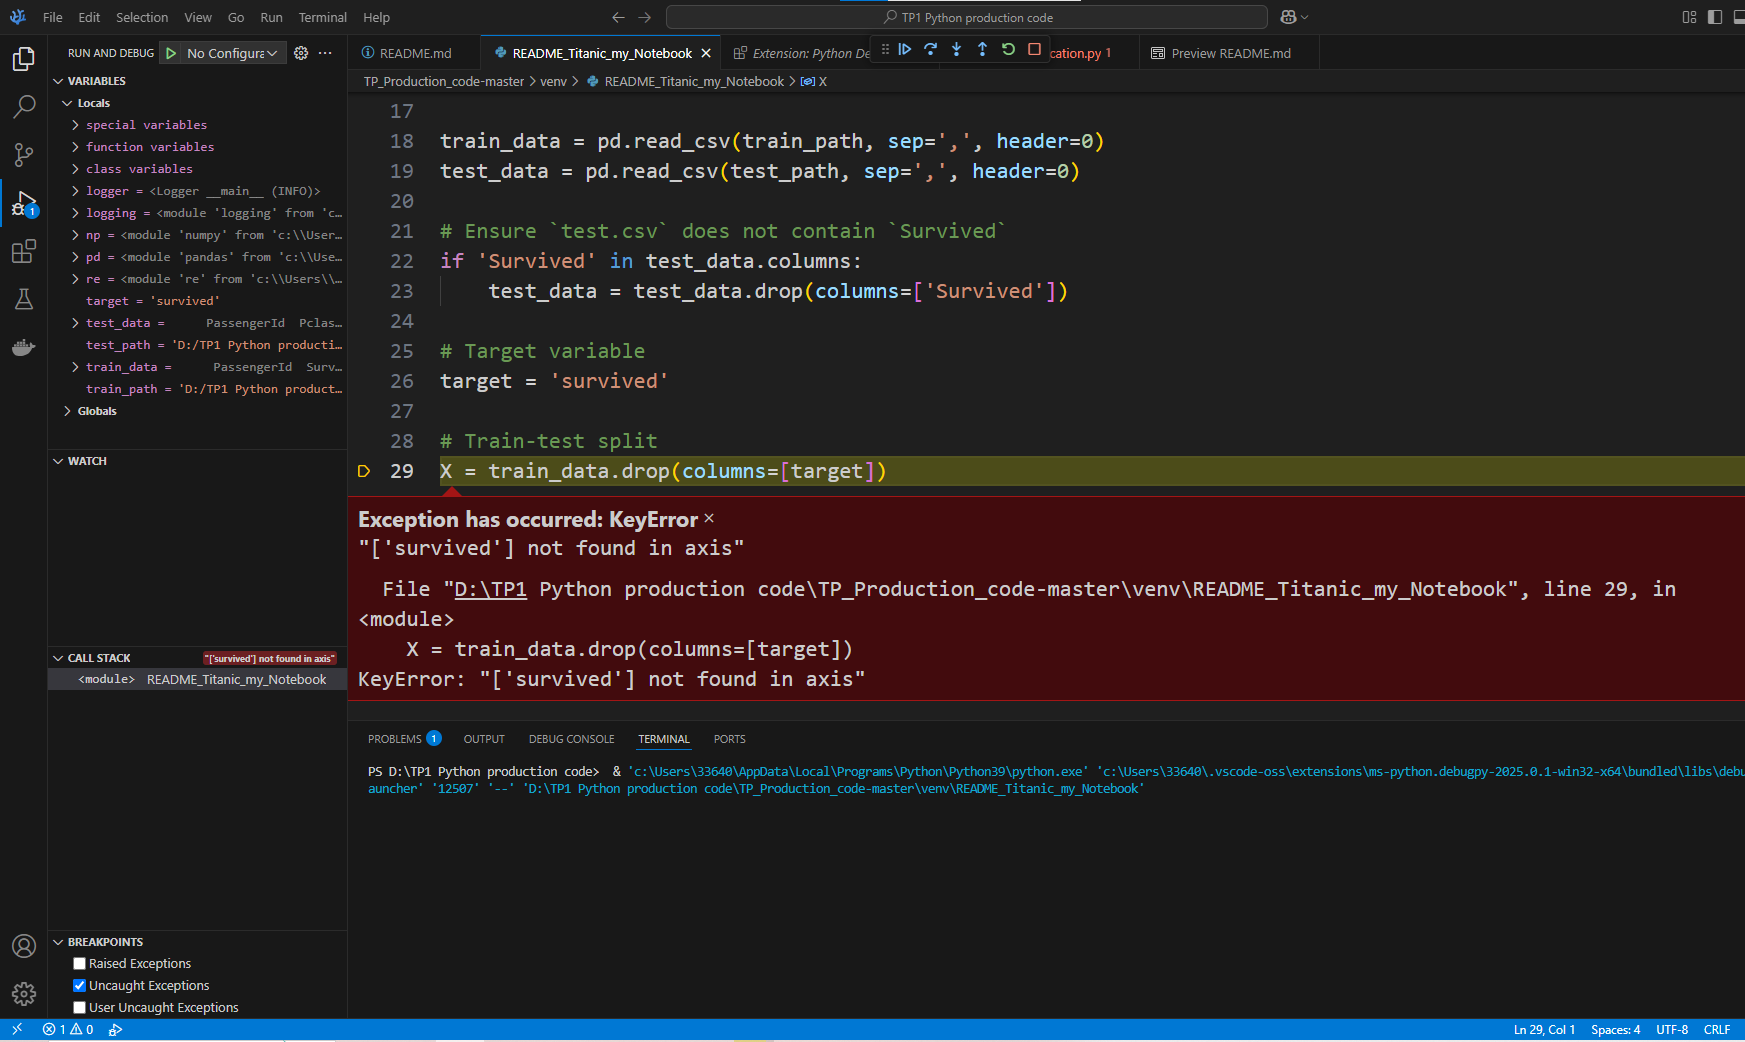 File Edit Selection View Go Run Terminal Help
TP1 Python production code
RUN AND DEBUG No Configura
README.md
README_Titanic_my_Notebook
Extension: Python De
cation.py 1
Preview README.md
TP_Production_code-master > venv > README_Titanic_my_Notebook > X
VARIABLES
Locals
special variables
function variables
class variables
logger = <Logger __main__ (INFO)>
logging = <module 'logging' from 'c…
np = <module 'numpy' from 'c:\\User…
pd = <module 'pandas' from 'c:\\Use…
re = <module 're' from 'c:\\Users\\…
target = 'survived'
test_data = PassengerId Pclas…
test_path = 'D:/TP1 Python producti…
train_data = PassengerId Surv…
train_path = 'D:/TP1 Python product…
Globals
WATCH
CALL STACK "['survived'] not found in axis"
<module> README_Titanic_my_Notebook
BREAKPOINTS
Raised Exceptions
Uncaught Exceptions
User Uncaught Exceptions
17
18 train_data = pd.read_csv(train_path, sep=',', header=0)
19 test_data = pd.read_csv(test_path, sep=',', header=0)
20
21 # Ensure `test.csv` does not contain `Survived`
22 if 'Survived' in test_data.columns:
23 test_data = test_data.drop(columns=['Survived'])
24
25 # Target variable
26 target = 'survived'
27
28 # Train-test split
29 X = train_data.drop(columns=[target])
Exception has occurred: KeyError ×
"['survived'] not found in axis"
File "D:\TP1 Python production code\TP_Production_code-master\venv\README_Titanic_my_Notebook", line 29, in
<module>
X = train_data.drop(columns=[target])
KeyError: "['survived'] not found in axis"
PROBLEMS 1 OUTPUT DEBUG CONSOLE TERMINAL PORTS
PS D:\TP1 Python production code> & 'c:\Users\33640\AppData\Local\Programs\Python\Python39\python.exe' 'c:\Users\33640\.vscode-oss\extensions\ms-python.debugpy-2025.0.1-win32-x64\bundled\libs\debu
auncher' '12507' '--' 'D:\TP1 Python production code\TP_Production_code-master\venv\README_Titanic_my_Notebook'
1 0
Ln 29, Col 1 Spaces: 4 UTF-8 CRLF